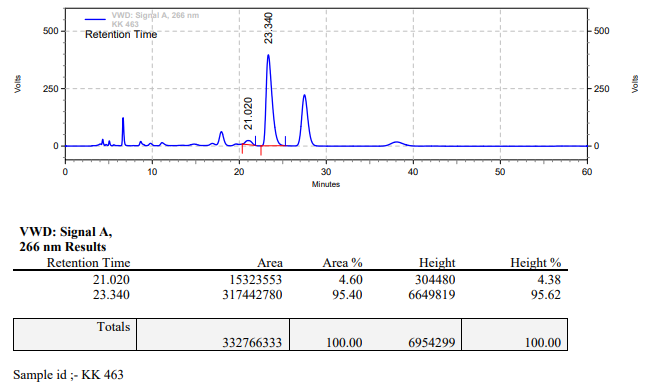 VWD: Signal A, 266 nm
KK 463
Retention Time
500
250
0
Volts
21.020
23.340
500
250
0
Volts
0 10 20 30 40 50 60
Minutes
VWD: Signal A,
266 nm Results
Retention Time Area Area % Height Height %
21.020 15323553 4.60 304480 4.38
23.340 317442780 95.40 6649819 95.62
Totals
332766333 100.00 6954299 100.00
Sample id ;- KK 463